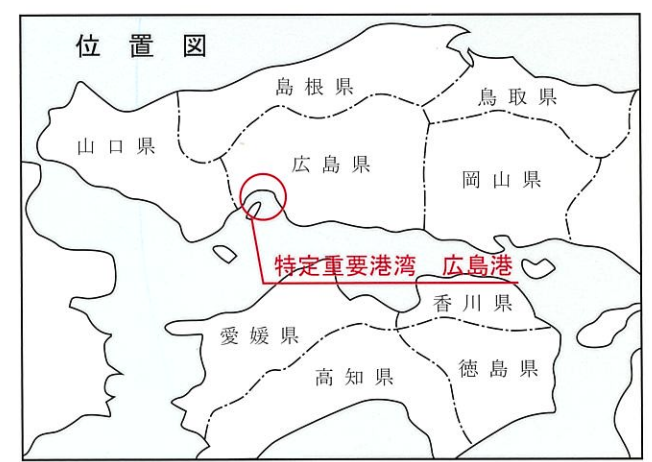 位置図
島根県
鳥取県
山口県
広島県
岡山県
特定重要港湾　広島港
香川県
愛媛県
徳島県
高知県